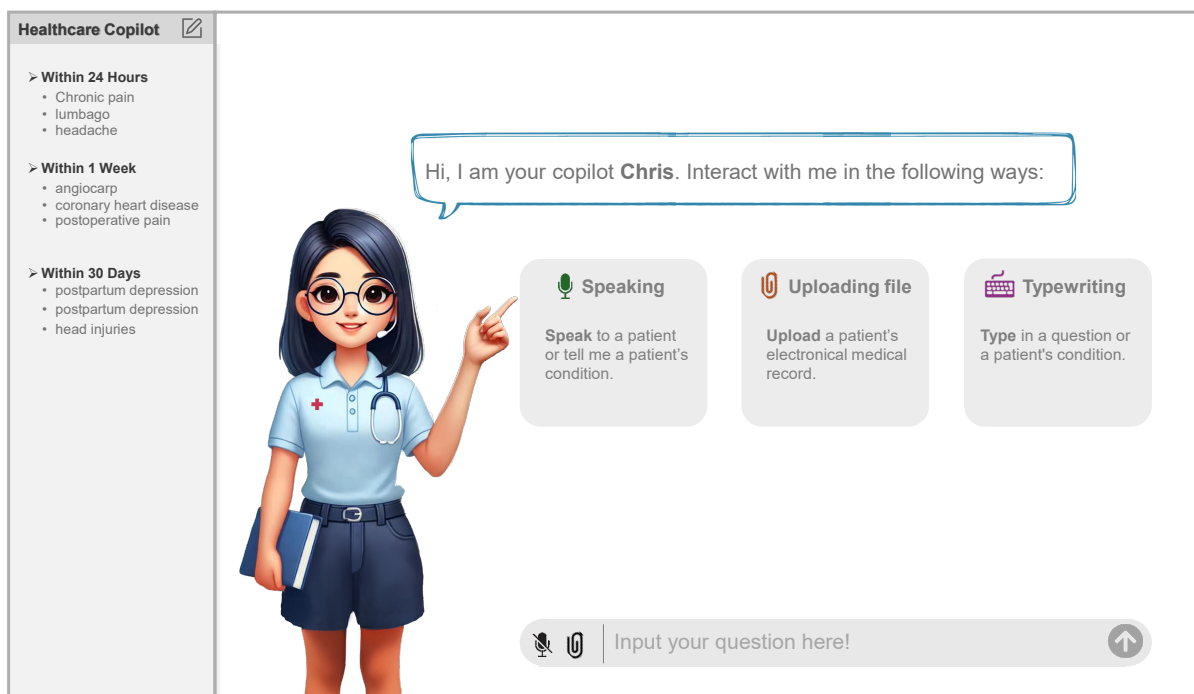 Healthcare Copilot
Within 24 Hours
Chronic pain
lumbago
headache
Within 1 Week
angiocarp
coronary heart disease
postoperative pain
Within 30 Days
postpartum depression
postpartum depression
head injuries
Hi, I am your copilot Chris. Interact with me in the following ways:
Speaking
Speak to a patient
or tell me a patient's
condition.
Uploading file
Upload a patient's
electronical medical
record.
Typewriting
Type in a question or
a patient's condition.
Input your question here!